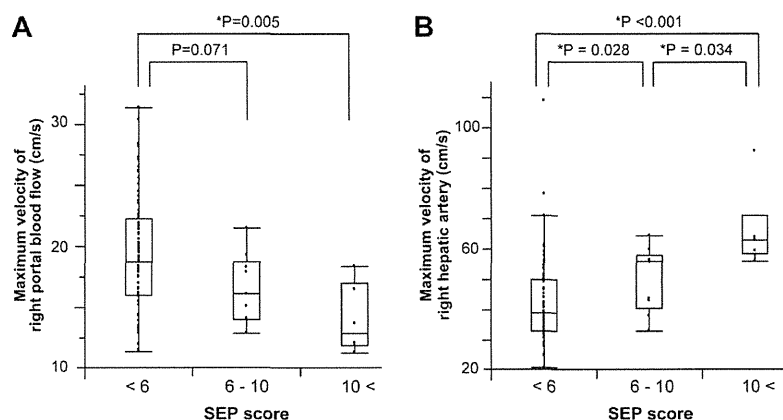 A
*P=0.005
P=0.071
Maximum velocity of
right portal blood flow (cm/s)
30
20
10
< 6
6 - 10
10 <
SEP score
B
*P <0.001
*P = 0.028
*P = 0.034
Maximum velocity of
right hepatic artery (cm/s)
100
60
20
< 6
6 - 10
10 <
SEP score